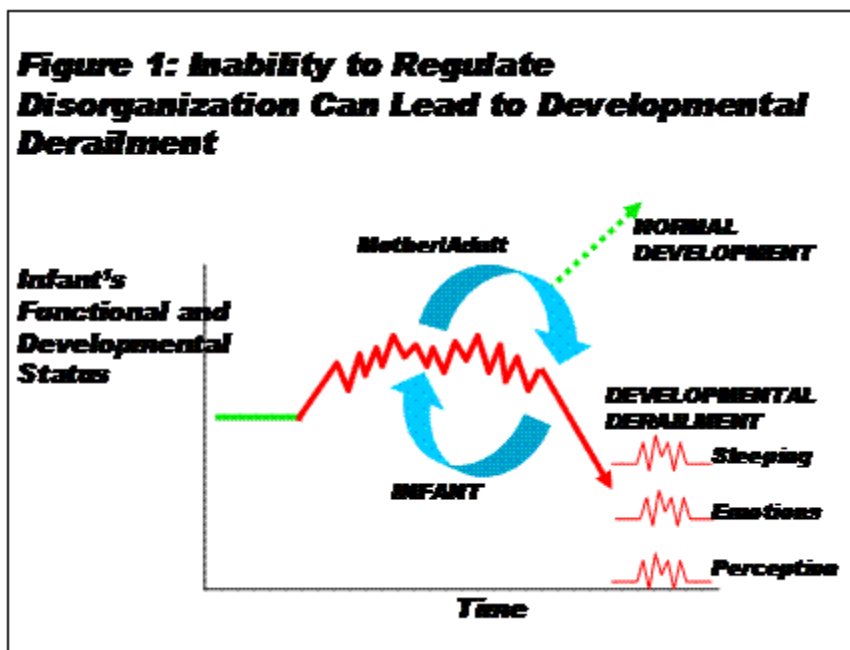 Figure 1: Inability to Regulate
Disorganization Can Lead to Developmental
Derailment
Mother/Adult
NORMAL
DEVELOPMENT
Infant's
Functional and
Developmental
Status
DEVELOPMENTAL
DERAILMENT
Sleeping
INFANT
Emotions
Perception
Time